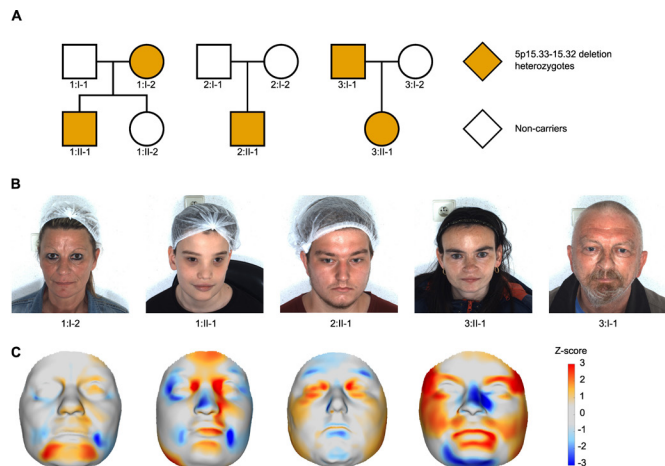 A
5p15.33-15.32 deletion
heterozygotes
1:I-1 1:I-2 2:I-1 2:I-2 3:I-1 3:I-2
Non-carriers
1:II-1 1:II-2 2:II-1 3:II-1
B
1:I-2 1:II-1 2:II-1 3:II-1 3:I-1
C
Z-score
3
2
1
0
-1
-2
-3